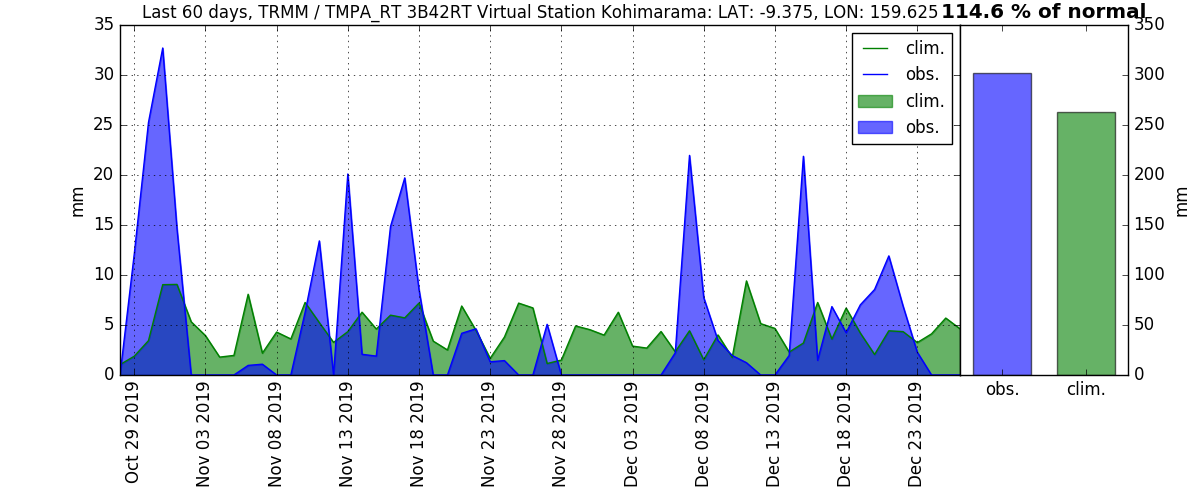 Last 60 days, TRMM / TMPA_RT 3B42RT Virtual Station Kohimarama: LAT: -9.375, LON: 159.625 114.6 % of normal
35
30
25
20
15
10
5
0
mm
clim.
obs.
clim.
obs.
Oct 29 2019
Nov 03 2019
Nov 08 2019
Nov 13 2019
Nov 18 2019
Nov 23 2019
Nov 28 2019
Dec 03 2019
Dec 08 2019
Dec 13 2019
Dec 18 2019
Dec 23 2019
350
300
250
200
150
100
50
0
mm
obs.
clim.